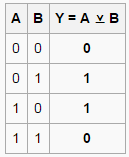 A B Y = A ⊻ B
0 0 0
0 1 1
1 0 1
1 1 0